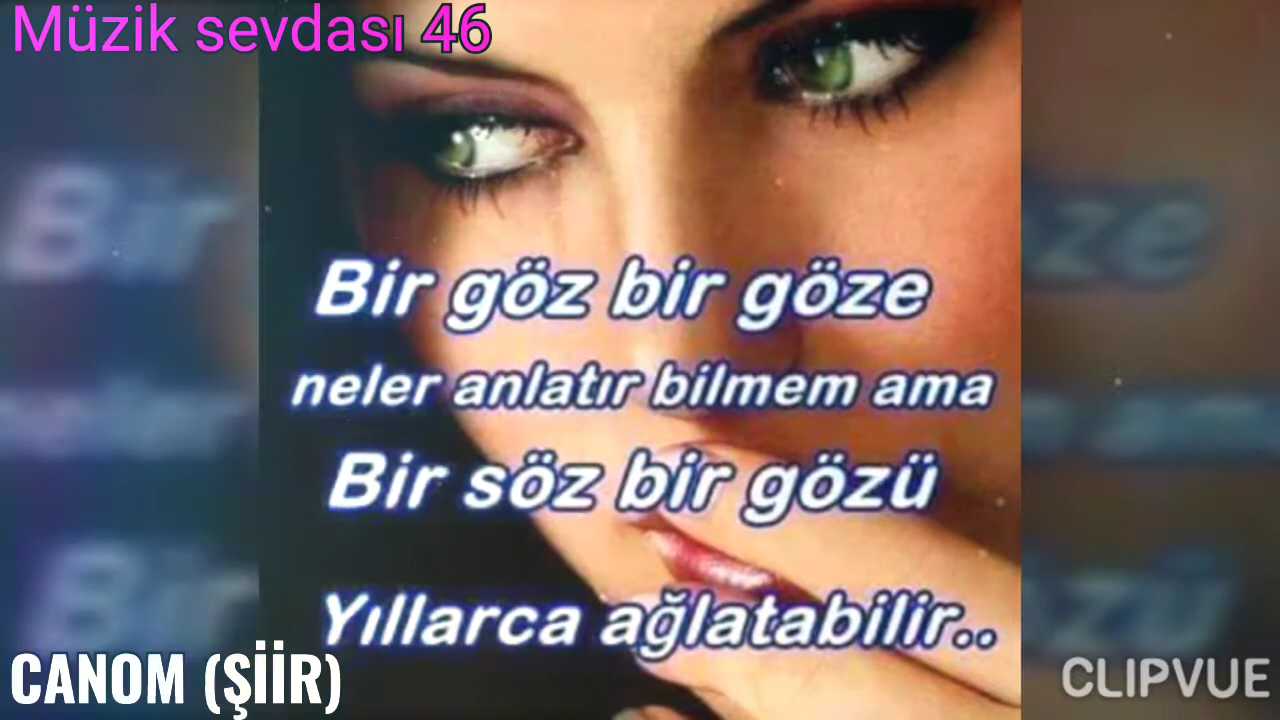 Müzik sevdası 46
Bir göz bir göze
neler anlatır bilmem ama
Bir söz bir gözü
Yıllarca ağlatabilir..
CANOM (ŞİİR)
CLIPVUE